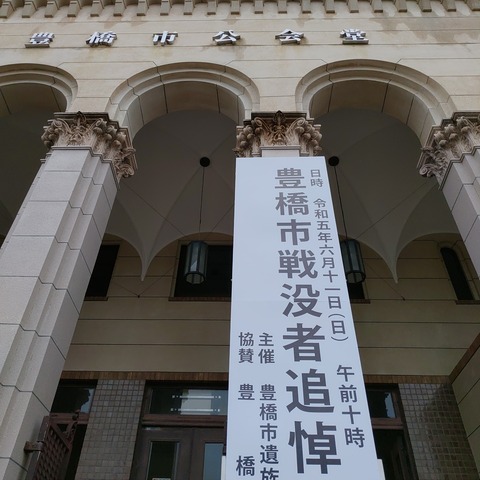 豊橋市公会堂
日時 令和五年六月十一日(日) 午前十時
豊橋市戦没者追悼
主催 豊橋市遺族
協賛 豊橋